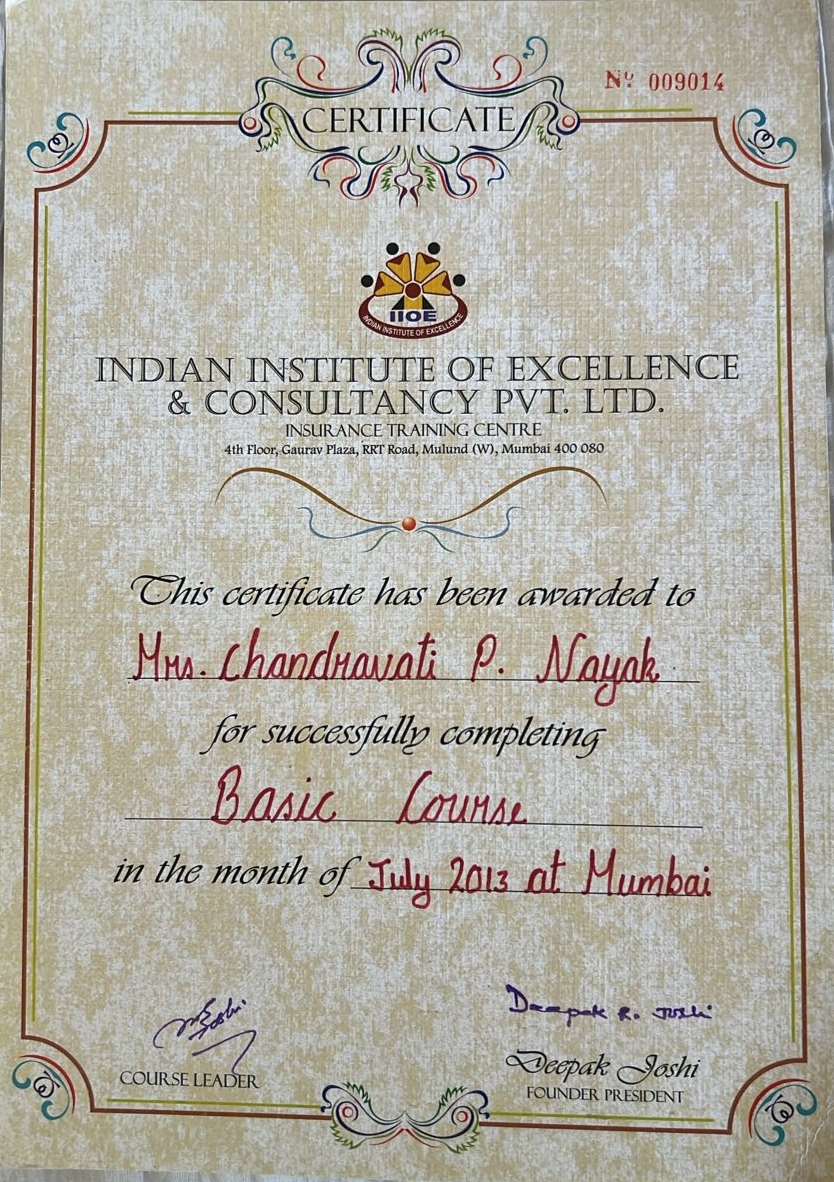 Nº 009014
CERTIFICATE
IIOE
INDIAN INSTITUTE OF EXCELLENCE
INDIAN INSTITUTE OF EXCELLENCE
& CONSULTANCY PVT. LTD.
INSURANCE TRAINING CENTRE
4th Floor, Gaurav Plaza, RRT Road, Mulund (W), Mumbai 400 080
This certificate has been awarded to
Mrs. Chandravati P. Nayak
for successfully completing
Basic Course
in the month of July 2013 at Mumbai
Deepak R. Joshi
COURSE LEADER
Deepak Joshi
FOUNDER PRESIDENT